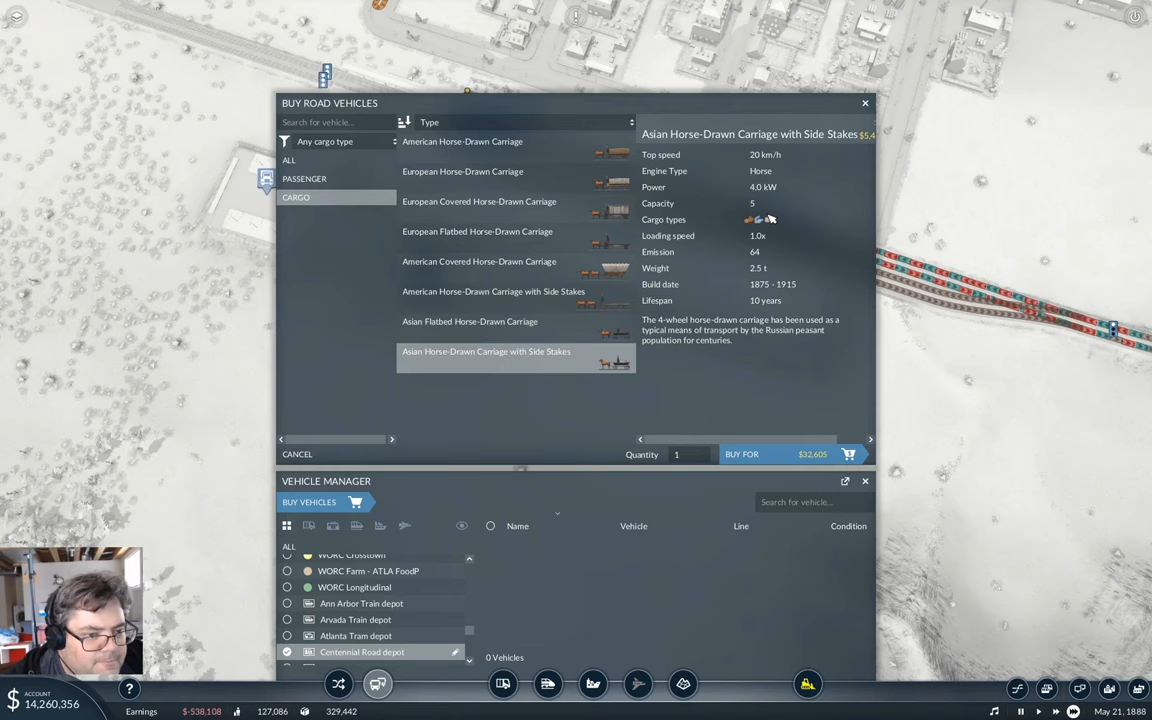 BUY ROAD VEHICLES
Search for vehicle...
Type
Any cargo type
ALL
PASSENGER
CARGO
American Horse-Drawn Carriage
European Horse-Drawn Carriage
European Covered Horse-Drawn Carriage
European Flatbed Horse-Drawn Carriage
American Covered Horse-Drawn Carriage
American Horse-Drawn Carriage with Side Stakes
Asian Flatbed Horse-Drawn Carriage
Asian Horse-Drawn Carriage with Side Stakes
Asian Horse-Drawn Carriage with Side Stakes $5,4
Top speed 20 km/h
Engine Type Horse
Power 4.0 kW
Capacity 5
Cargo types
Loading speed 1.0x
Emission 64
Weight 2.5 t
Build date 1875 - 1915
Lifespan 10 years
The 4-wheel horse-drawn carriage has been used as a
typical means of transport by the Russian peasant
population for centuries.
CANCEL
Quantity 1
BUY FOR $32,605
VEHICLE MANAGER
BUY VEHICLES
Search for vehicle...
Name Vehicle Line Condition
ALL
WORC Crosstown
WORC Farm - ATLA FoodP
WORC Longitudinal
Ann Arbor Train depot
Arvada Train depot
Atlanta Tram depot
Centennial Road depot
0 Vehicles
$ ACCOUNT
14,260,356
?
Earnings $-538,108 127,086 329,442
May 21, 1888